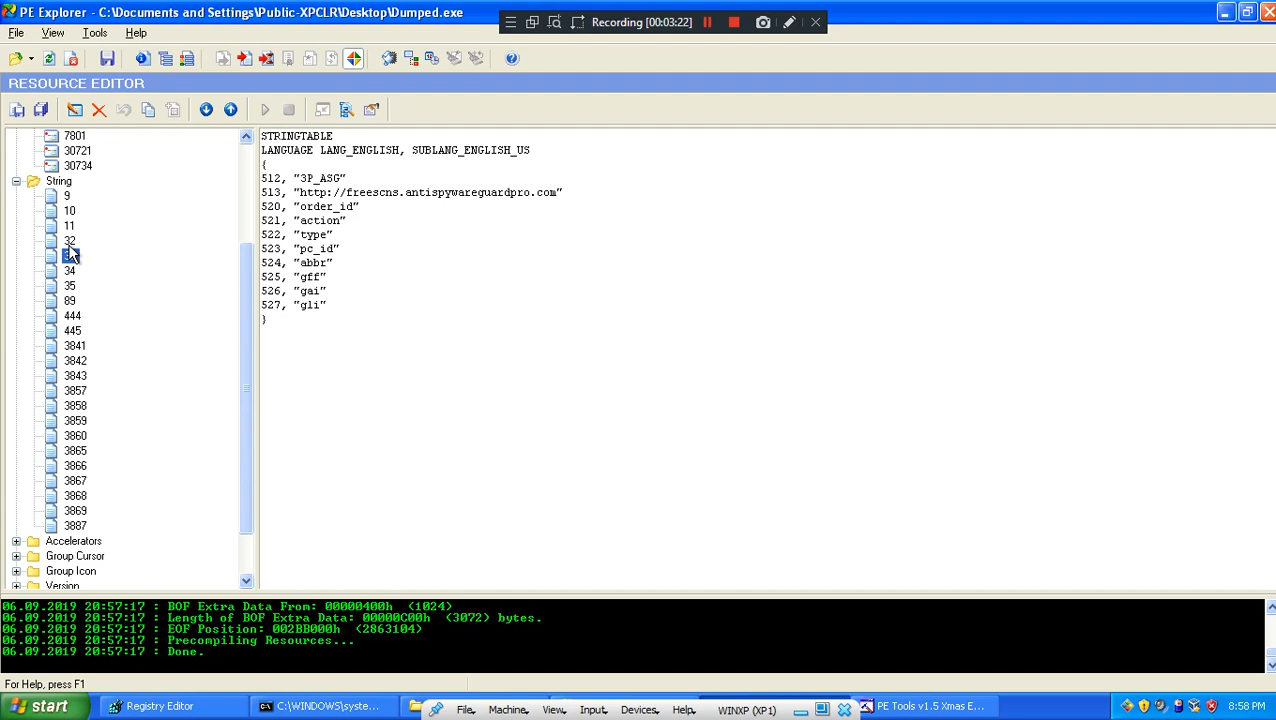 PE Explorer - C:\Documents and Settings\Public-XPCLR\Desktop\Dumped.exe
Recording [00:03:22]
File View Tools Help
RESOURCE EDITOR
7801
30721
30734
String
9
10
11
32
34
35
89
444
445
3841
3842
3843
3857
3858
3859
3860
3865
3866
3867
3868
3869
3887
Accelerators
Group Cursor
Group Icon
Version
STRINGTABLE
LANGUAGE LANG_ENGLISH, SUBLANG_ENGLISH_US
{
512, "3P_ASG"
513, "http://freescns.antispywareguardpro.com"
520, "order_id"
521, "action"
522, "type"
523, "pc_id"
524, "abbr"
525, "gff"
526, "gai"
527, "gli"
}
06.09.2019 20:57:17 : BOF Extra Data From: 00000400h (1024)
06.09.2019 20:57:17 : Length of BOF Extra Data: 00000C00h (3072) bytes.
06.09.2019 20:57:17 : EOF Position: 002BB000h (2863104)
06.09.2019 20:57:17 : Precompiling Resources...
06.09.2019 20:57:17 : Done.
For Help, press F1
start Registry Editor C:\WINDOWS\syste... File Machine View Input Devices Help WINXP (XP1) PE Tools v1.5 Xmas E... 8:58 PM